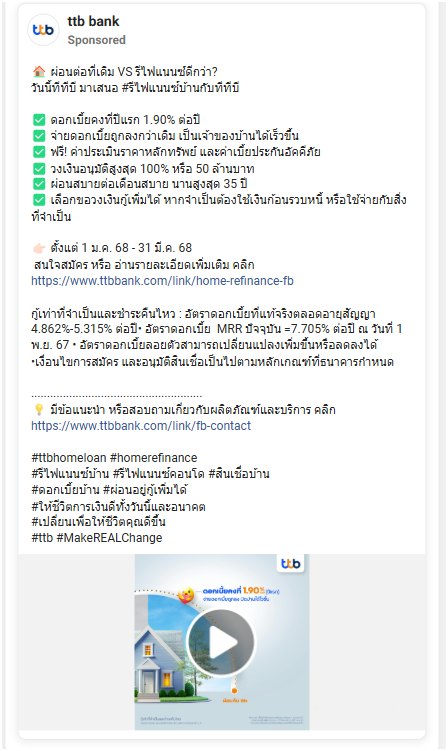 ttb
ttb bank
Sponsored
🏠 ผ่อนต่อที่เดิม VS รีไฟแนนซ์ดีกว่า?
วันนี้ทีทีบี มาเสนอ #รีไฟแนนซ์บ้านกับทีทีบี
✅ ดอกเบี้ยคงที่ปีแรก 1.90% ต่อปี
✅ จ่ายดอกเบี้ยถูกลงกว่าเดิม เป็นเจ้าของบ้านได้เร็วขึ้น
✅ ฟรี! ค่าประเมินราคาหลักทรัพย์ และค่าเบี้ยประกันอัคคีภัย
✅ วงเงินอนุมัติสูงสุด 100% หรือ 50 ล้านบาท
✅ ผ่อนสบายต่อเดือนสบาย นานสูงสุด 35 ปี
✅ เลือกขอวงเงินกู้เพิ่มได้ หากจำเป็นต้องใช้เงินก้อนรวบหนี้ หรือใช้จ่ายกับสิ่ง
ที่จำเป็น
👉🏻 ตั้งแต่ 1 ม.ค. 68 - 31 มี.ค. 68
สนใจสมัคร หรือ อ่านรายละเอียดเพิ่มเติม คลิก
https://www.ttbbank.com/link/home-refinance-fb
กู้เท่าที่จำเป็นและชำระคืนไหว : อัตราดอกเบี้ยที่แท้จริงตลอดอายุสัญญา
4.862%-5.315% ต่อปี• อัตราดอกเบี้ย MRR ปัจจุบัน =7.705% ต่อปี ณ วันที่ 1
พ.ย. 67 • อัตราดอกเบี้ยลอยตัวสามารถเปลี่ยนแปลงเพิ่มขึ้นหรือลดลงได้
•เงื่อนไขการสมัคร และอนุมัติสินเชื่อเป็นไปตามหลักเกณฑ์ที่ธนาคารกำหนด
......................................................
💡 มีข้อแนะนำ หรือสอบถามเกี่ยวกับผลิตภัณฑ์และบริการ คลิก
https://www.ttbbank.com/link/fb-contact
#ttbhomeloan #homerefinance
#รีไฟแนนซ์บ้าน #รีไฟแนนซ์คอนโด #สินเชื่อบ้าน
#ดอกเบี้ยบ้าน #ผ่อนอยู่กู้เพิ่มได้
#ให้ชีวิตการเงินดีทั้งวันนี้และอนาคต
#เปลี่ยนเพื่อให้ชีวิตคุณดีขึ้น
#ttb #MakeREALChange
ttb
ดอกเบี้ยคงที่ 1.90%